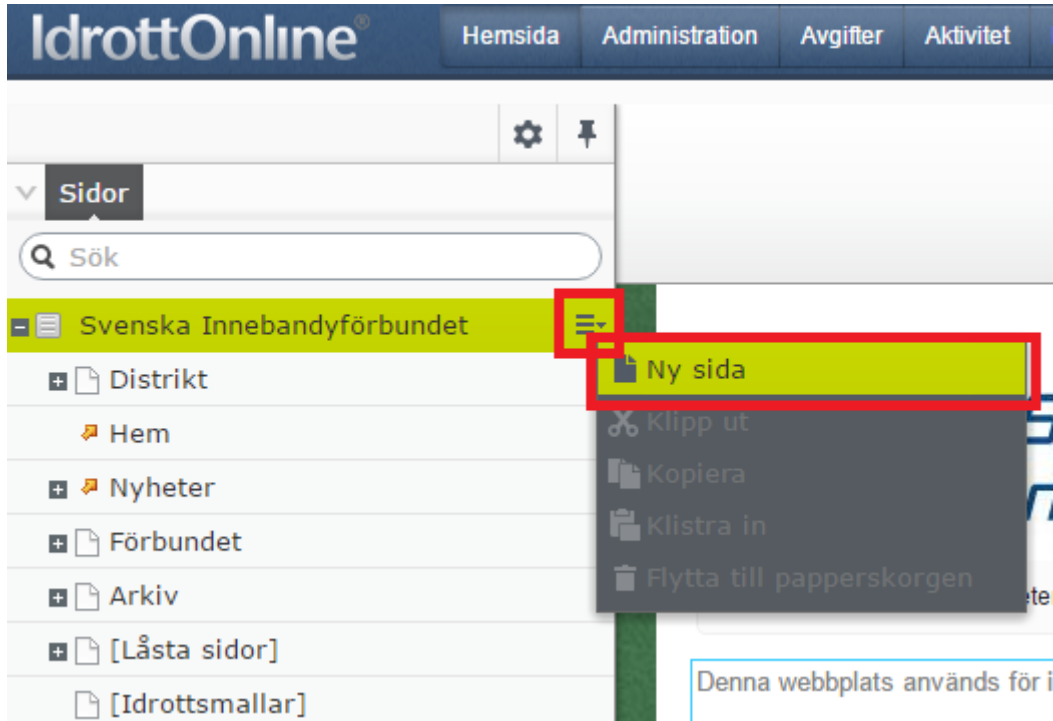 IdrottOnline®
Hemsida Administration Avgifter Aktivitet
Sidor
Sök
Svenska Innebandyförbundet
Ny sida
Distrikt
Klipp ut
Hem
Kopiera
Nyheter
Klistra in
Förbundet
Flytta till papperskorgen
Arkiv
[Låsta sidor]
Denna webbplats används för i
[Idrottsmallar]